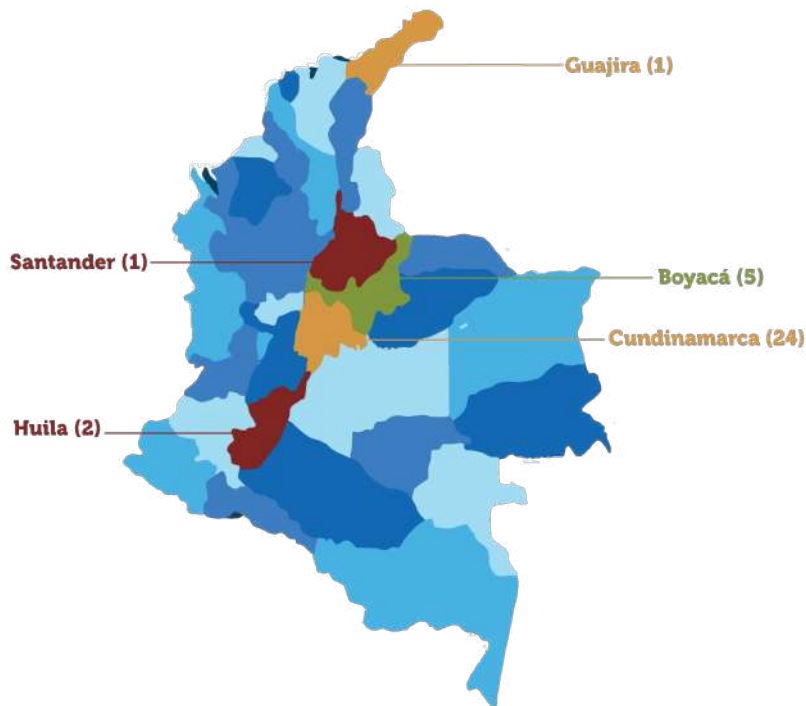 Guajira (1)
Santander (1)
Boyacá (5)
Cundinamarca (24)
Huila (2)